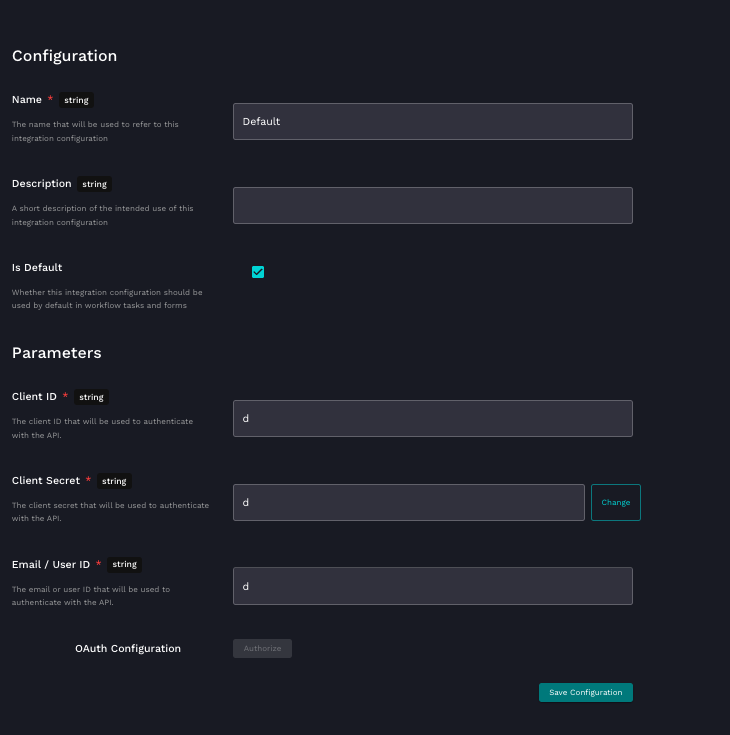 Configuration
Name * string
The name that will be used to refer to this
integration configuration
Default
Description string
A short description of the intended use of this
integration configuration
Is Default
Whether this integration configuration should be
used by default in workflow tasks and forms
Parameters
Client ID * string
The client ID that will be used to authenticate
with the API.
d
Client Secret * string
The client secret that will be used to authenticate
with the API.
d
Change
Email / User ID * string
The email or user ID that will be used to
authenticate with the API.
d
OAuth Configuration
Authorize
Save Configuration